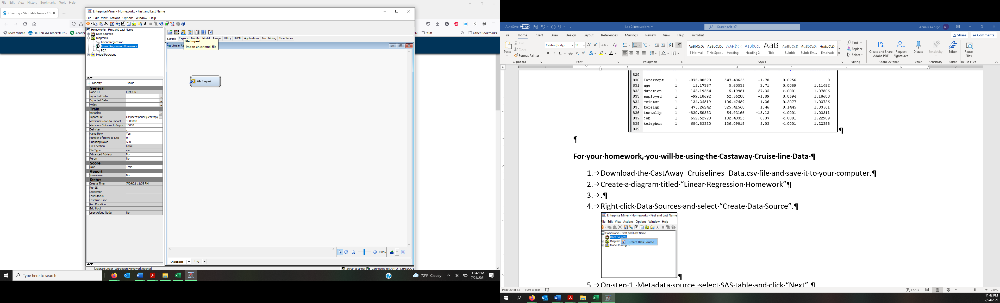 File Edit View History Bookmarks Tools Help
Creating a SAS Table from a CS
Most Visited 2021 NCAA bracket: Pr... Academ
Stuff Other Bookmarks
Enterprise Miner - Homeworks - First and Last Name
File Edit View Actions Options Window Help
Homeworks - First and Last Name
Data Sources
Diagrams
Linear Regression
Linear Regression Homework
PCA
Model Packages
Sample Explore Modify Model Assess Utility HPDM Applications Text Mining Time Series
File Import
Import an external file
Linear Re
File Import
.. Property Value
General
Node ID FIMPORT
Imported Data ...
Exported Data ...
Notes ...
Train
Variables ...
Import File C:\Users\annar\Desktop\S ...
Maximum Rows to Import 1000000
Maximum Columns to Import 10000
Delimiter ,
Name Row Yes
Number of Rows to Skip 0
Guessing Rows 500
File Location Local
File Type csv
Advanced Advisor No
Rerun No
Score
Role Train
Report
Summarize No
Status
Create Time 7/24/21 11:39 PM
Run ID
Last Error
Last Status
Last Run Time
Run Duration
Grid Host
User-Added Node No
100%
Diagram Log
Diagram Linear Regression Homework opened
annar as annar Connected to LAPTOP-L5H81OO1
Type here to search
72°F Cloudy
11:42 PM
7/24/2021
AutoSave Off
Lab 2 Instructions
Search (Alt+Q)
Anna R George AR
File Home Insert Draw Design Layout References Mailings Review View Help Acrobat
Share Comments
Paste
Cut
Copy
Format Painter
Clipboard
Calibri (Body) 11
Font
Paragraph
AaBbCcDc AaBbCcDc AaBbC( AaBbCcD AaB AaBbCcD AaBbCcDc AaBbCcDc
¶ Normal ¶ No Spac... Heading 1 Heading 2 Title Subtitle Subtle Em... Emphasis
Styles
Find
Replace
Select
Editing
Create and Share Adobe PDF
Request Signatures
Adobe Acrobat
Dictate
Voice
Sensitivity
Sensitivity
Editor
Editor
Reuse Files
Reuse Files
829
830 Intercept 1 -973.80370 547.43655 -1.78 0.0756 0
831 age 1 15.17387 5.60535 2.71 0.0069 1.11482
832 duration 1 142.19264 5.19981 27.35 <.0001 1.07806
833 employed 1 -99.18692 52.56200 -1.89 0.0594 1.10600
834 existcr 1 134.24819 106.47489 1.26 0.2077 1.03726
835 foreign 1 475.26242 325.41568 1.46 0.1445 1.03561
836 installp 1 -830.50532 54.92166 -15.12 <.0001 1.03511
837 job 1 652.52723 102.43325 6.37 <.0001 1.22909
838 telephon 1 684.83320 136.09019 5.03 <.0001 1.22398
839
¶
¶
For·your·homework,·you·will·be·using·the·Castaway·Cruise·line·Data·¶
1.→Download·the·CastAway_Cruiselines_Data.csv·file·and·save·it·to·your·computer.¶
2.→Create·a·diagram·titled·“Linear·Regression·Homework”¶
3.→.¶
4.→Right·click·Data·Sources·and·select·“Create·Data·Source”.¶
Enterprise Miner - Homeworks - First and Last Name
File Edit View Actions Options Window Help
Homeworks - First and Last Name
Data Sources
Diagram
Create Data Source
Model Packages
¶
5.→On·step·1,·Metadata·source,·select·SAS·table·and·click·“Next”.¶
Page 20 of 32 3998 words
Focus
219%
11:42 PM
7/24/2021